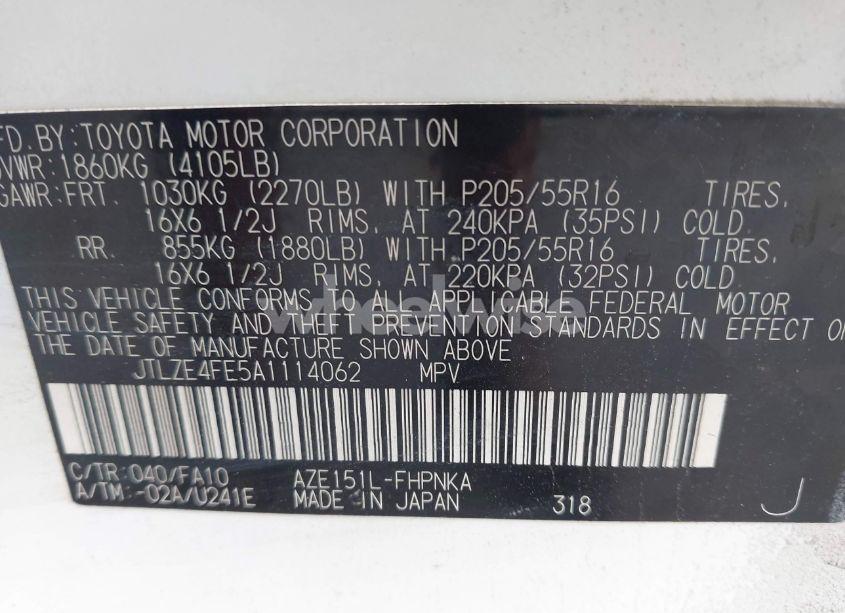 FD.BY:TOYOTA MOTOR CORPORATION
VWR:1860KG (4105LB)
GAWR:FRT. 1030KG (2270LB) WITH P205/55R16 TIRES,
16X6 1/2J RIMS, AT 240KPA (35PSI) COLD.
RR. 855KG (1880LB) WITH P205/55R16 TIRES,
16X6 1/2J RIMS, AT 220KPA (32PSI) COLD.
THIS VEHICLE CONFORMS TO ALL APPLICABLE FEDERAL MOTOR
VEHICLE SAFETY AND THEFT PREVENTION STANDARDS IN EFFECT ON
THE DATE OF MANUFACTURE SHOWN ABOVE
wheelwise
JTLZE4FE5A1114062 MPV
C/TR:040/FA10 AZE151L-FHPNKA
A/TM:-02A/U241E MADE IN JAPAN 318 J